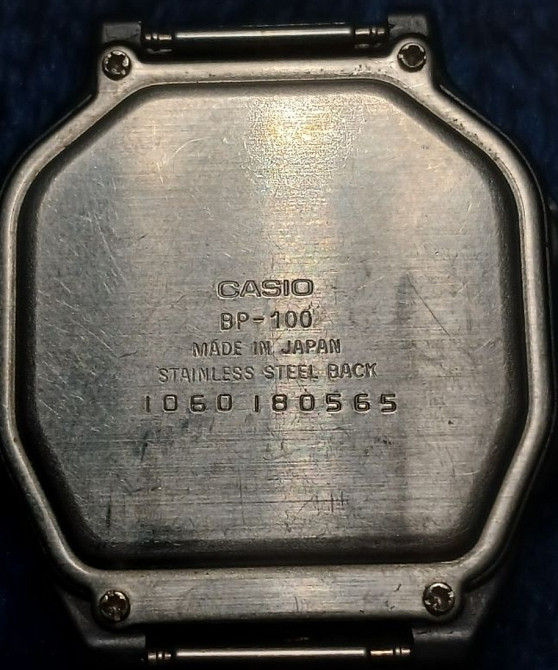 CASIO
BP-100
MADE IN JAPAN
STAINLESS STEEL BACK
1060 180565